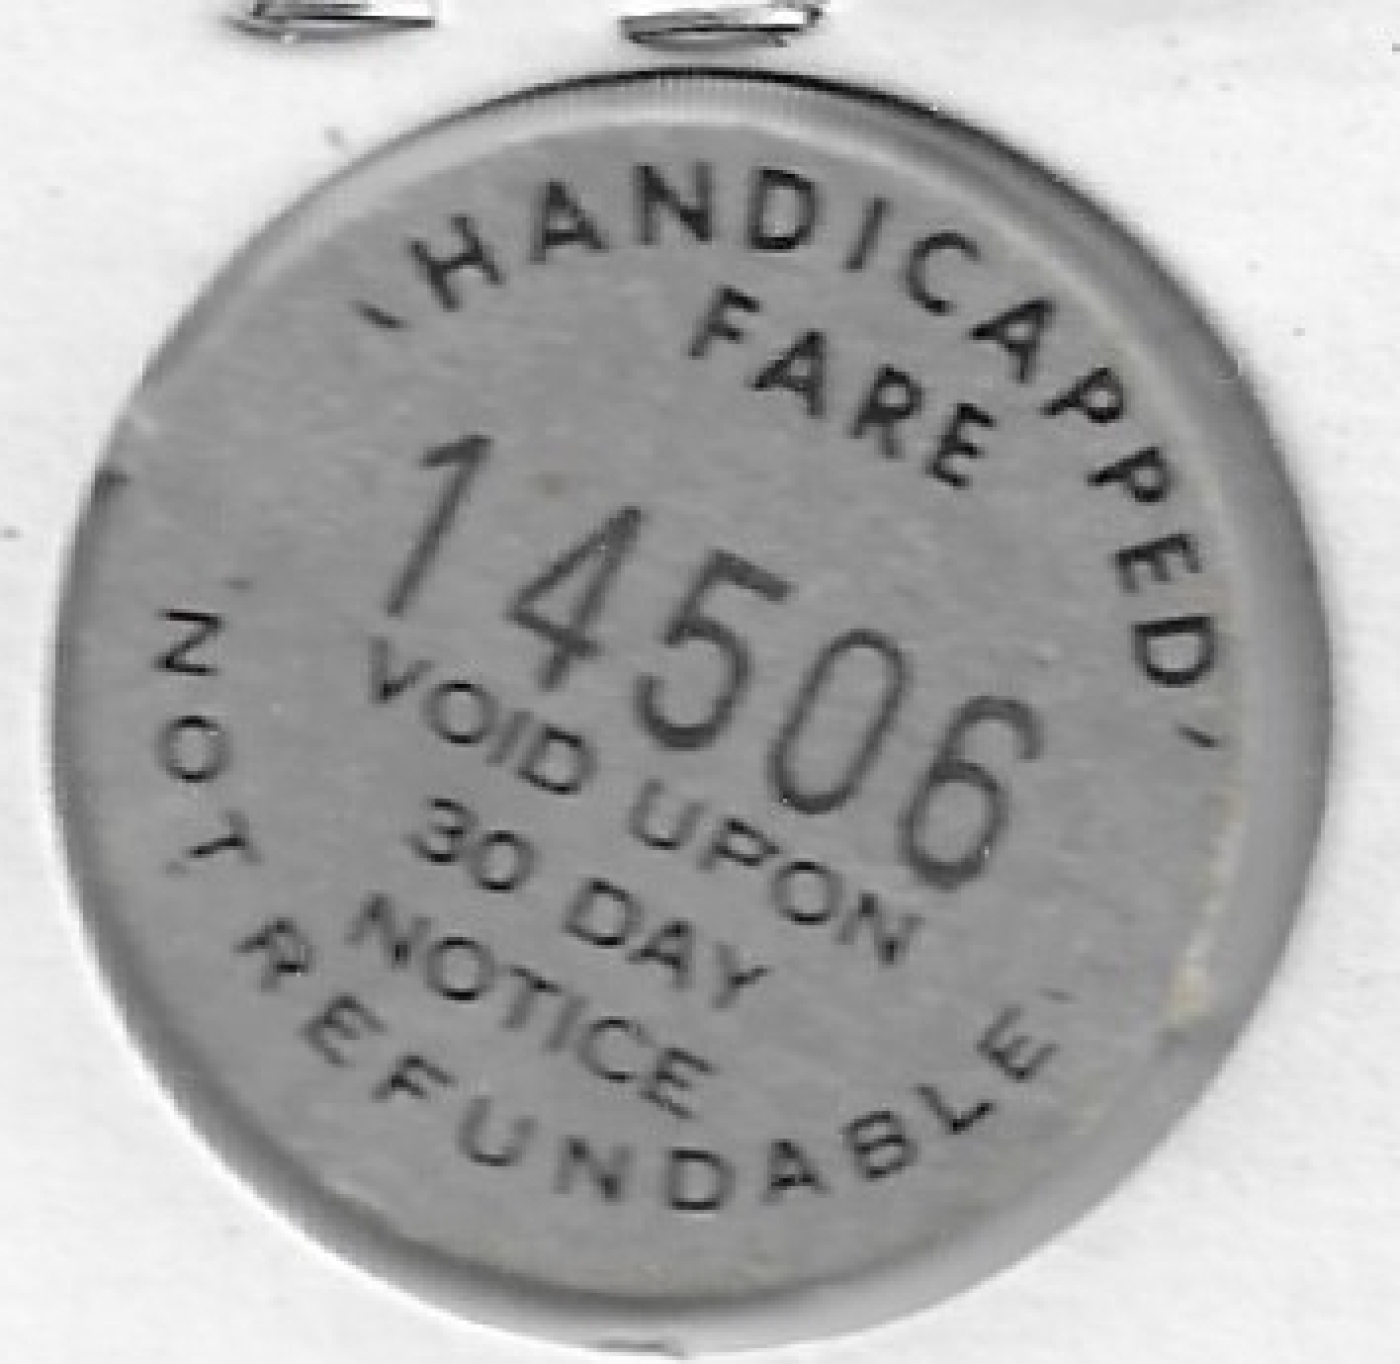 HANDICAPPED
FARE
14506
VOID UPON
30 DAY
NOTICE
NOT REFUNDABLE